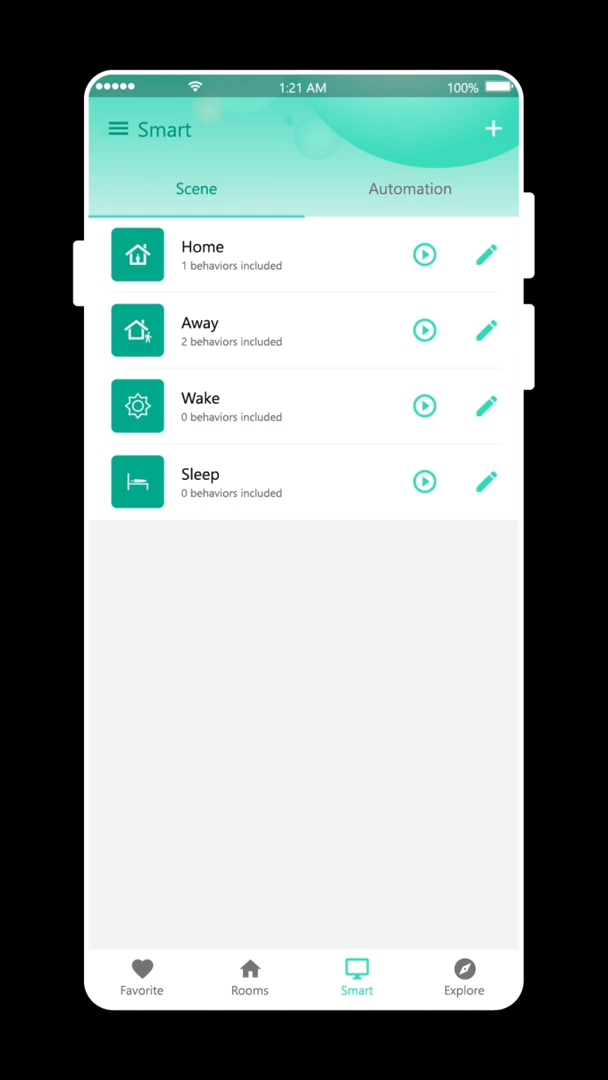 1:21 AM 100%
Smart
Scene Automation
Home
1 behaviors included
Away
2 behaviors included
Wake
0 behaviors included
Sleep
0 behaviors included
Favorite Rooms Smart Explore